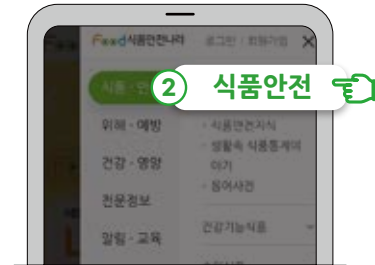 Food식품안전나라
로그인 | 회원가입 X
식품·안
② 식품안전
위해·예방
건강·영양
전문정보
알림·교육
· 식품안전지식
· 생활속 식품통계이
야기
· 용어사전
건강기능식품